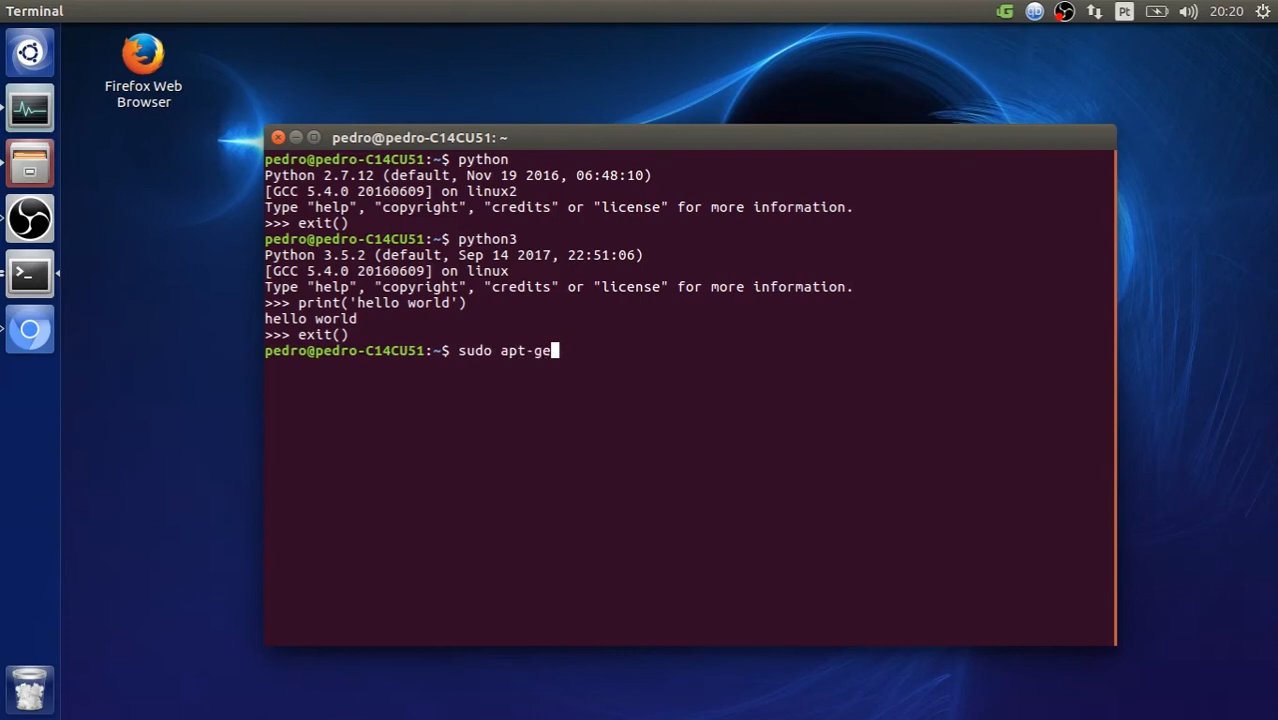 Terminal
Pt
20:20
Firefox Web
Browser
pedro@pedro-C14CU51: ~
pedro@pedro-C14CU51:~$ python
Python 2.7.12 (default, Nov 19 2016, 06:48:10)
[GCC 5.4.0 20160609] on linux2
Type "help", "copyright", "credits" or "license" for more information.
>>> exit()
pedro@pedro-C14CU51:~$ python3
Python 3.5.2 (default, Sep 14 2017, 22:51:06)
[GCC 5.4.0 20160609] on linux
Type "help", "copyright", "credits" or "license" for more information.
>>> print('hello world')
hello world
>>> exit()
pedro@pedro-C14CU51:~$ sudo apt-ge